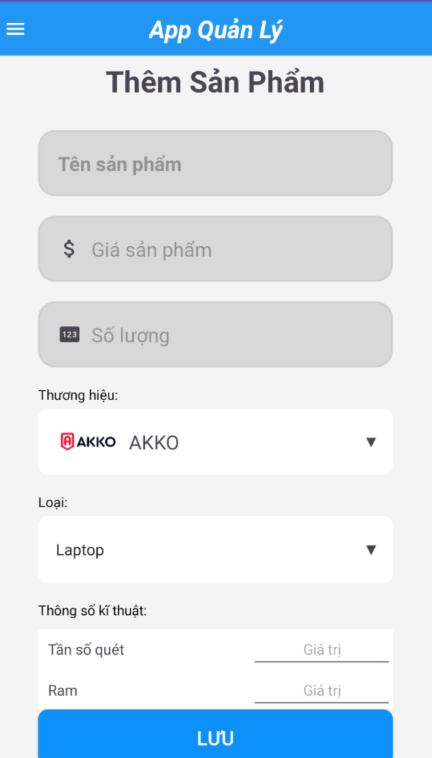 App Quản Lý
Thêm Sản Phẩm
Tên sản phẩm
$ Giá sản phẩm
123 Số lượng
Thương hiệu:
AKKO AKKO
Loại:
Laptop
Thông số kĩ thuật:
Tần số quét Giá trị
Ram Giá trị
LƯU